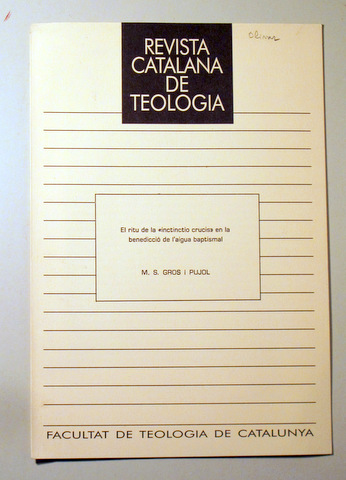 Olivar
REVISTA
CATALANA
DE
TEOLOGIA
El ritu de la «inctinctio crucis» en la
benedicció de l'aigua baptismal
M. S. GROS I PUJOL
FACULTAT DE TEOLOGIA DE CATALUNYA